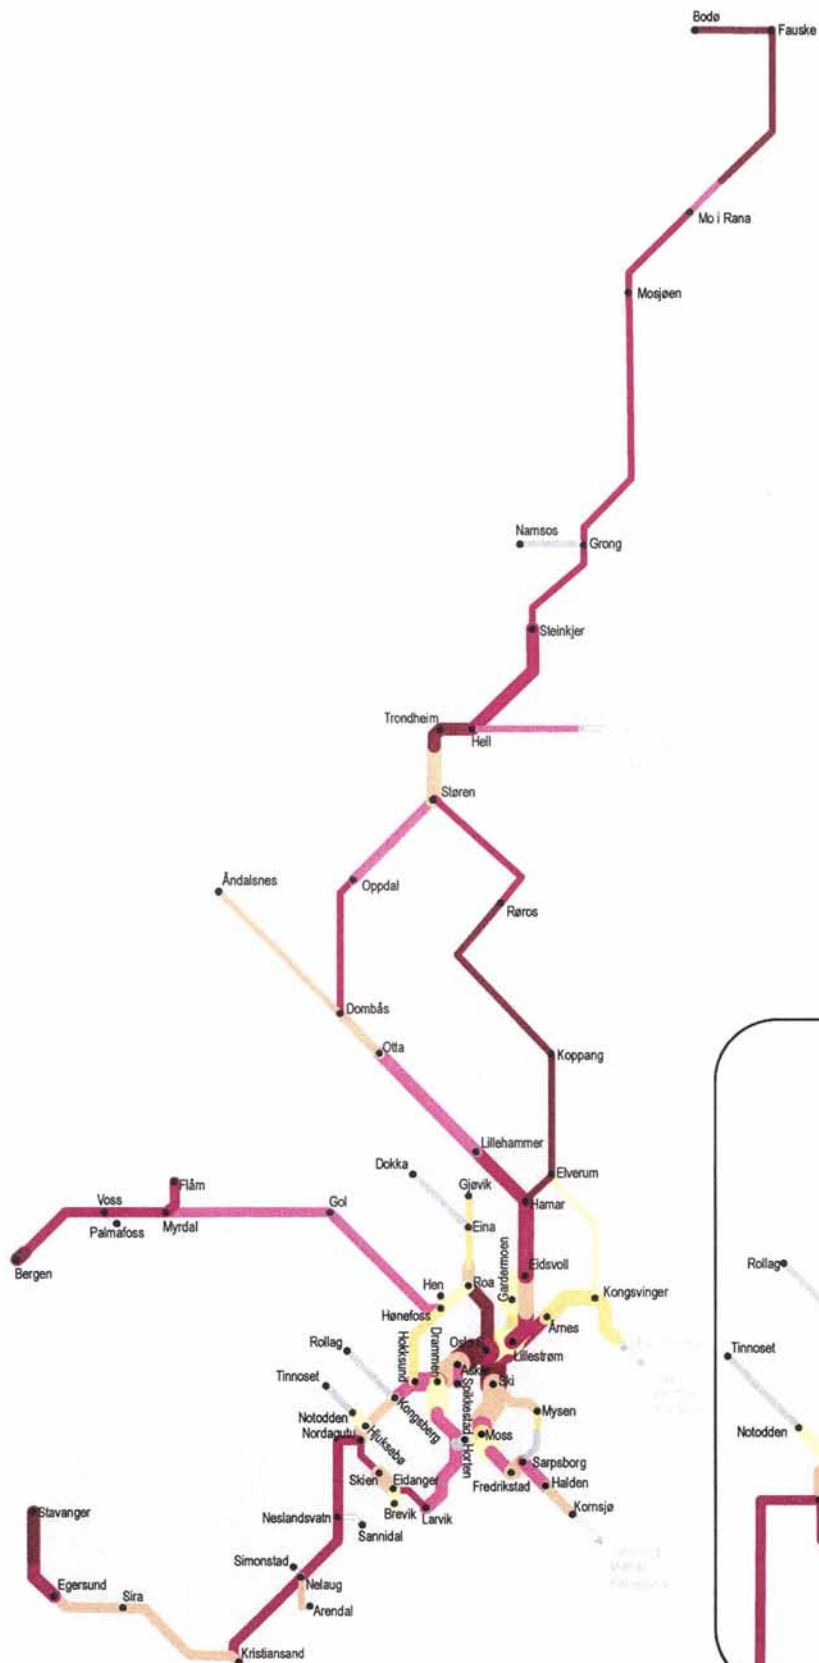 Bodø
Fauske
Mo i Rana
Mosjøen
Namsos
Grong
Steinkjer
Trondheim
Hell
Støren
Åndalsnes
Oppdal
Røros
Dombås
Otta
Koppang
Lillehammer
Dokka
Elverum
Flåm
Gjøvik
Voss
Gol
Hamar
Palmafoss
Myrdal
Eina
Bergen
Eidsvoll
Gardermoen
Hen
Roa
Kongsvinger
Hønefoss
Årnes
Rollag
Hokksund
Drammen
Lillestrøm
Tinnoset
Spikkestad
Ski
Notodden
Kongsberg
Mysen
Nordagutu
Hjuksebø
Horten
Moss
Sarpsborg
Skien
Eidanger
Fredrikstad
Halden
Brevik
Larvik
Kornsjø
Stavanger
Neslandsvatn
Sannidal
Simonstad
Nelaug
Egersund
Sira
Arendal
Kristiansand
Rollag
Tinnoset
Notodden